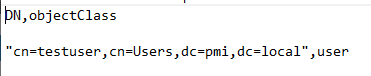 DN,objectClass
"cn=testuser,cn=Users,dc=pmi,dc=local",user